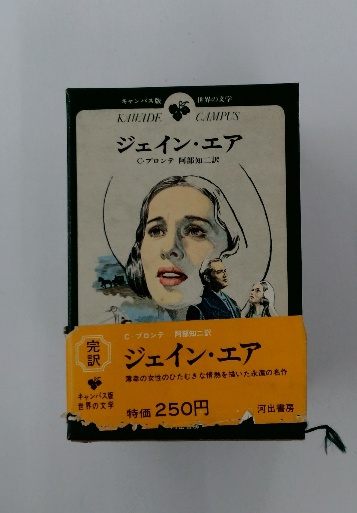 キャンパス版 世界の文学
KAWADE CAMPUS
ジェイン・エア
C・ブロンテ 阿部知二訳
完訳
C・ブロンテ 阿部知二訳
ジェイン・エア
薄幸の女性のひたむきな情熱を描いた永遠の名作
キャンパス版
世界の文学
特価 250円
河出書房